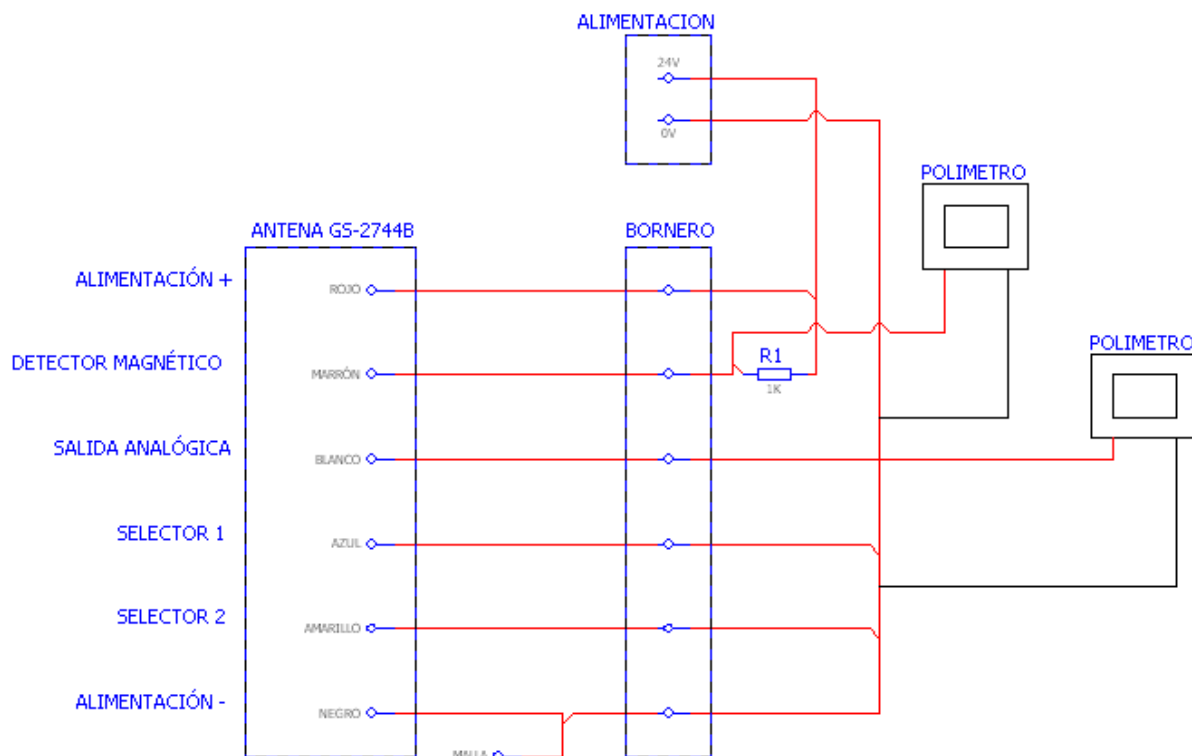 ALIMENTACION
24V
0V
POLIMETRO
ANTENA GS-2744B
BORNERO
ALIMENTACIÓN +
ROJO
POLIMETRO
DETECTOR MAGNÉTICO
MARRÓN
R1
1K
SALIDA ANALÓGICA
BLANCO
SELECTOR 1
AZUL
SELECTOR 2
AMARILLO
ALIMENTACIÓN -
NEGRO
MALLA